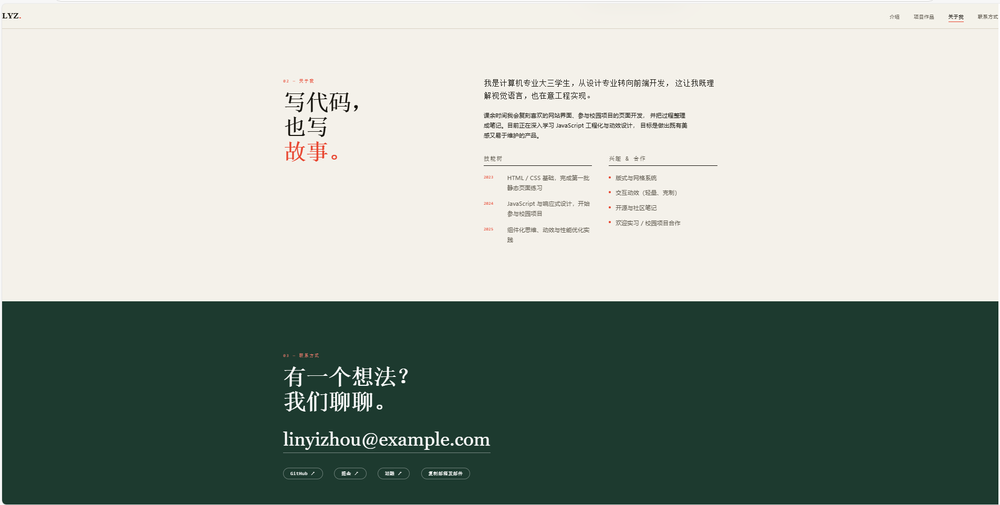 LYZ.
介绍 项目作品 关于我 联系方式
02 — 关于我
写代码，
也写
故事。
我是计算机专业大三学生，从设计专业转向前端开发， 这让我既理
解视觉语言，也在意工程实现。
课余时间我会复刻喜欢的网站界面、参与校园项目的页面开发， 并把过程整理
成笔记。目前正在深入学习 JavaScript 工程化与动效设计， 目标是做出既有美
感又易于维护的产品。
技能树
2023 HTML / CSS 基础，完成第一批
静态页面练习
2024 JavaScript 与响应式设计，开始
参与校园项目
2025 组件化思维、动效与性能优化实
践
兴趣 & 合作
版式与网格系统
交互动效（轻量、克制）
开源与社区笔记
欢迎实习 / 校园项目合作
03 — 联系方式
有一个想法？
我们聊聊。
linyizhou@example.com
GitHub ↗ 掘金 ↗ 站酷 ↗ 复制邮箱发邮件